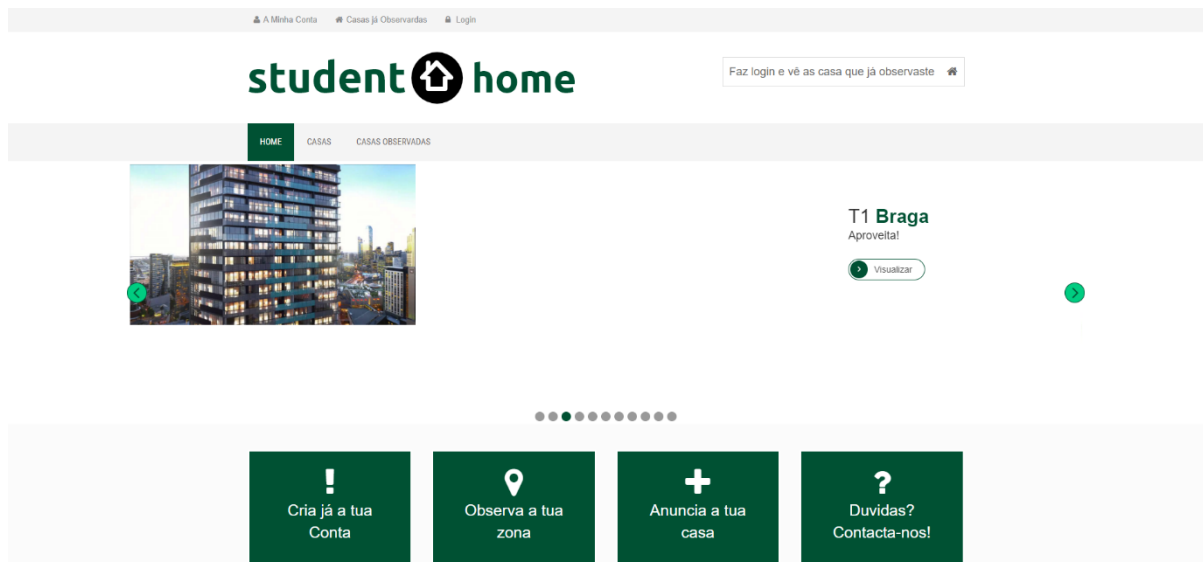 A Minha Conta Casas já Observardas Login
student home
Faz login e vê as casa que já observaste
HOME CASAS CASAS OBSERVADAS
T1 Braga
Aproveita!
Visualizar
Cria já a tua
Conta
Observa a tua
zona
Anuncia a tua
casa
Duvidas?
Contacta-nos!